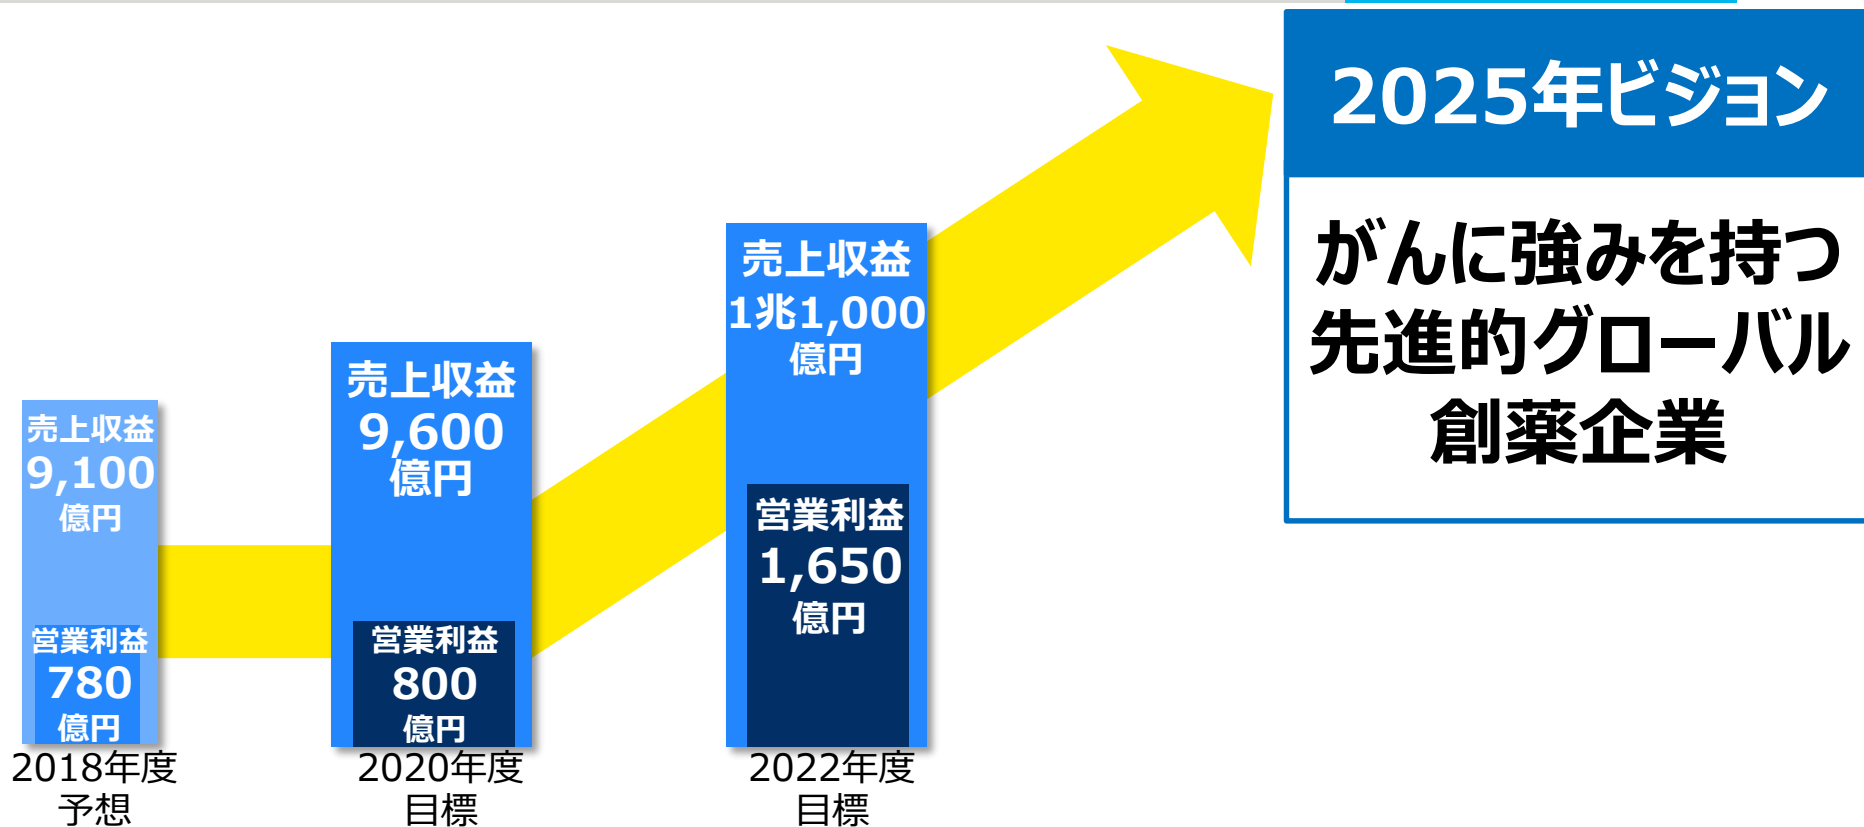 2025年ビジョン
がんに強みを持つ
先進的グローバル
創薬企業
売上収益
9,100
億円
営業利益
780
億円
2018年度
予想
売上収益
9,600
億円
営業利益
800
億円
2020年度
目標
売上収益
1兆1,000
億円
営業利益
1,650
億円
2022年度
目標